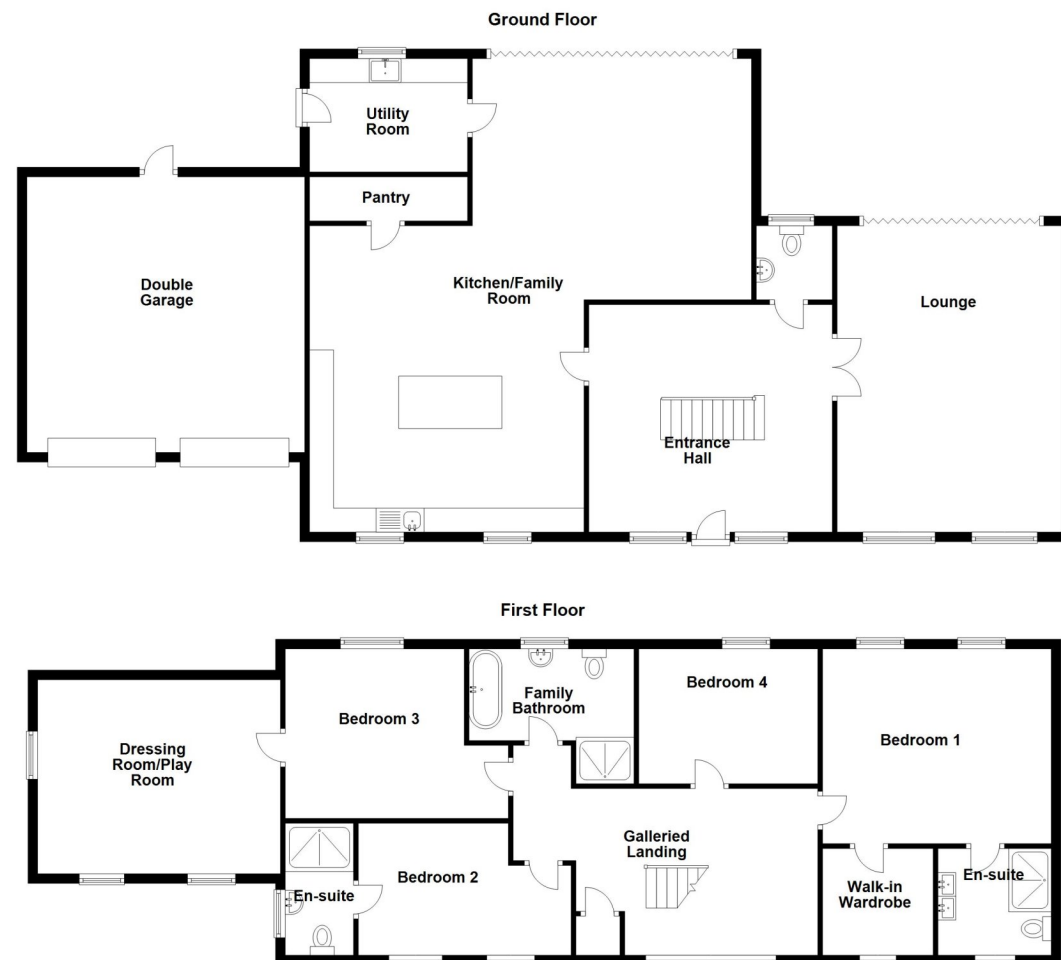 Ground Floor
Utility
Room
Pantry
Double
Garage
Kitchen/Family
Room
Lounge
Entrance
Hall
First Floor
Bedroom 3
Family
Bathroom
Bedroom 4
Bedroom 1
Dressing
Room/Play
Room
Galleried
Landing
Bedroom 2
En-suite
Walk-in
Wardrobe
En-suite